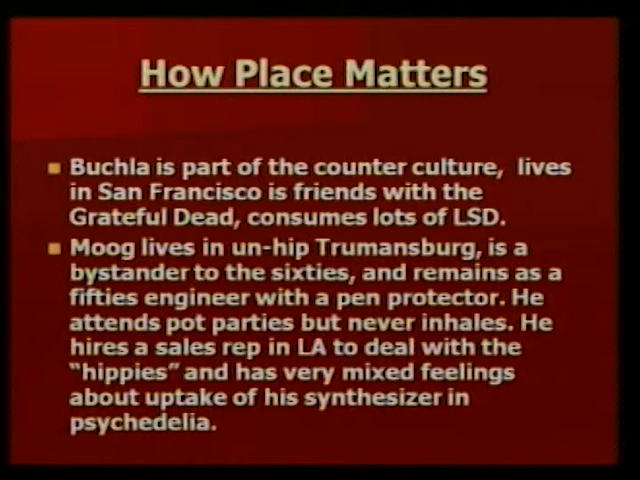 How Place Matters
Buchla is part of the counter culture, lives
in San Francisco is friends with the
Grateful Dead, consumes lots of LSD.
Moog lives in un-hip Trumansburg, is a
bystander to the sixties, and remains as a
fifties engineer with a pen protector. He
attends pot parties but never inhales. He
hires a sales rep in LA to deal with the
“hippies” and has very mixed feelings
about uptake of his synthesizer in
psychedelia.